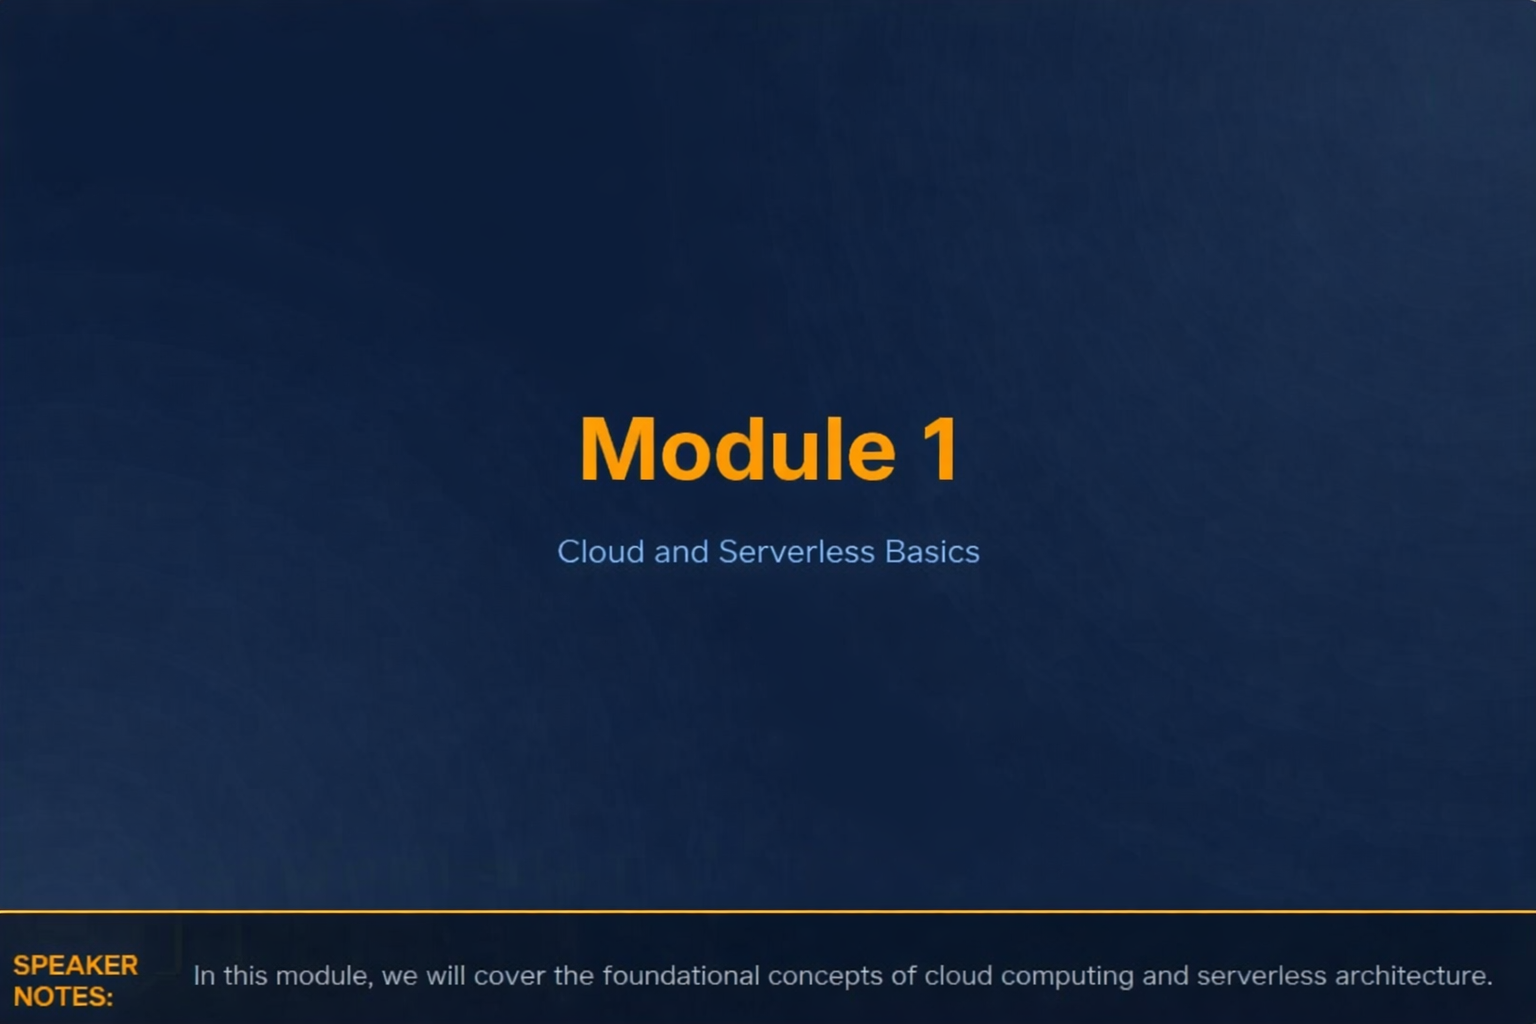 Module 1
Cloud and Serverless Basics
SPEAKER
NOTES:
In this module, we will cover the foundational concepts of cloud computing and serverless architecture.